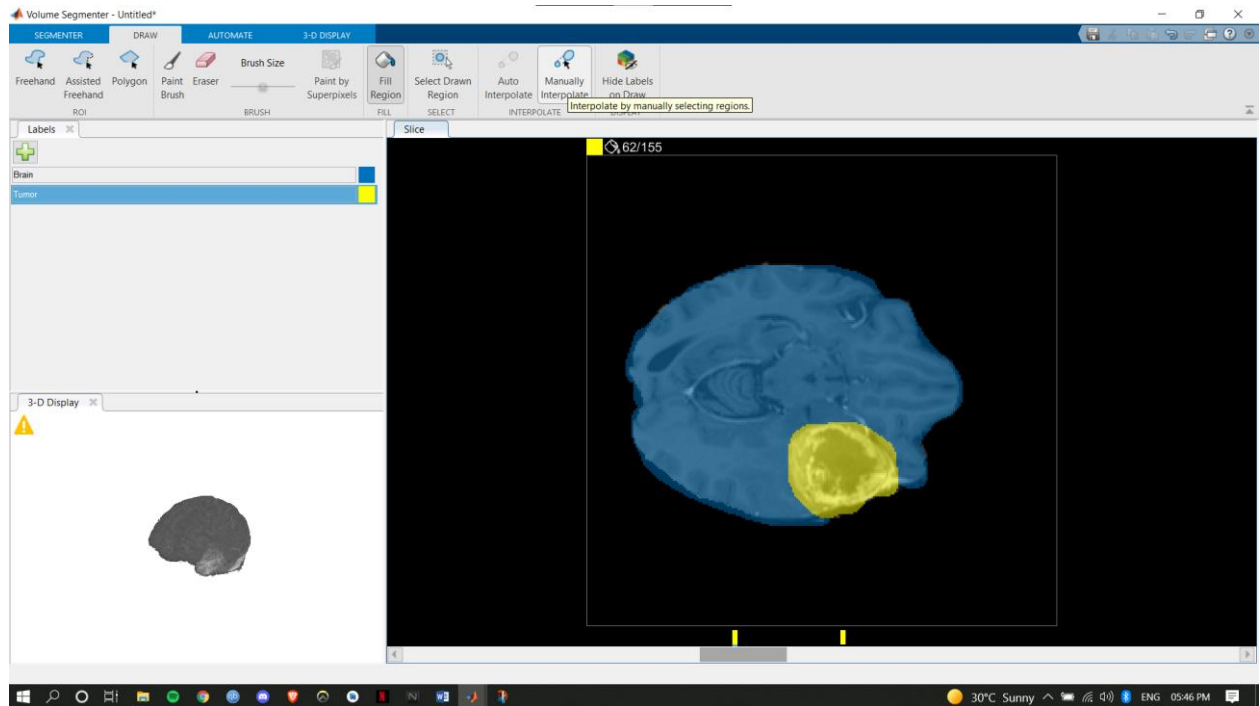 Volume Segmenter - Untitled*
SEGMENTER DRAW AUTOMATE 3-D DISPLAY
Freehand
Assisted Freehand
Polygon
Paint Brush
Eraser
Brush Size
Paint by Superpixels
Fill Region
Select Drawn Region
Auto Interpolate
Manually Interpolate
Hide Labels on Draw
Interpolate by manually selecting regions.
ROI BRUSH FILL SELECT INTERPOLATE DISPLAY
Labels
Slice
Brain
Tumor
62/155
3-D Display
30°C Sunny ENG 05:46 PM